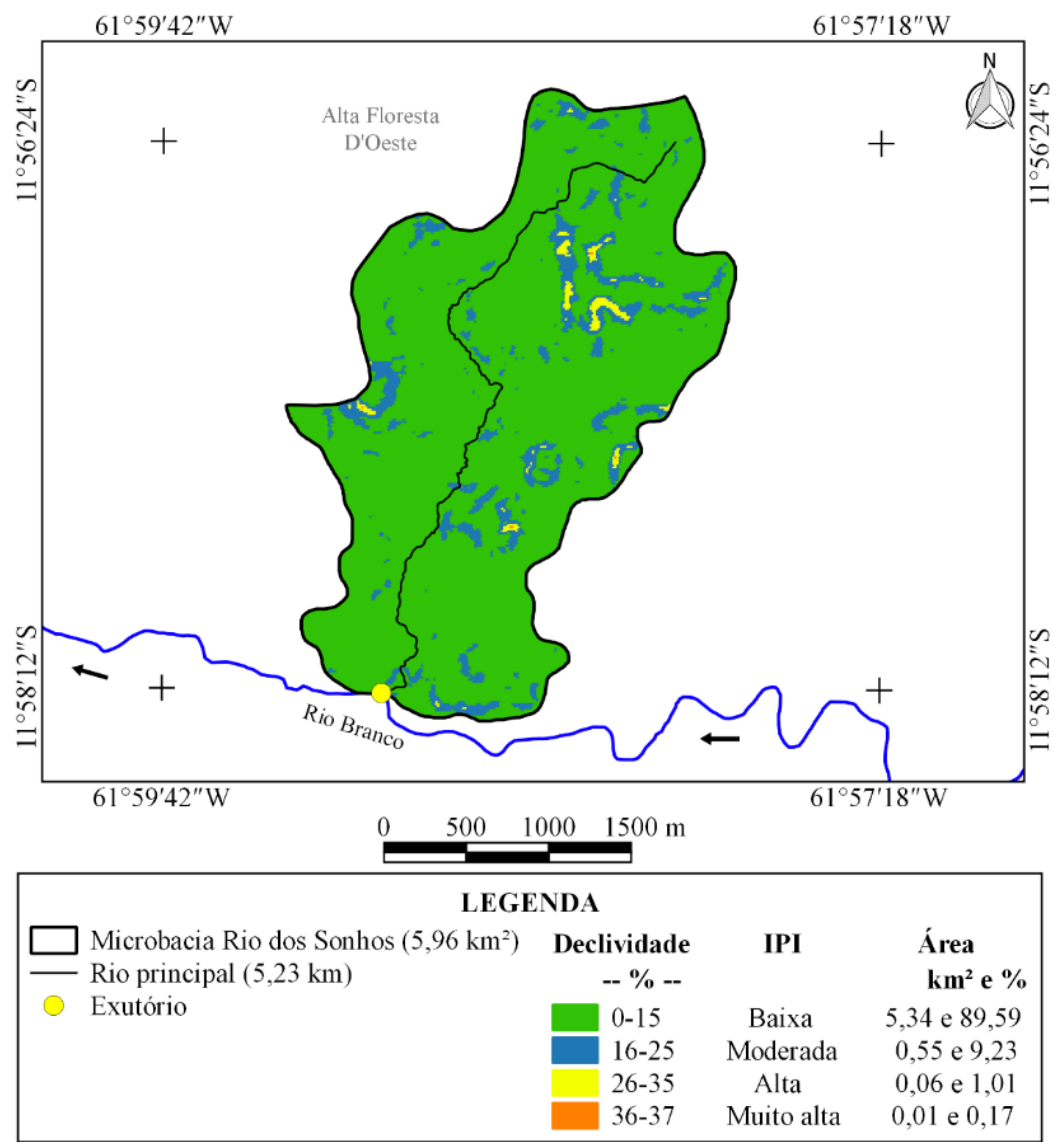 61°59′42″W 61°57′18″W
N
11°56′24″S
11°56′24″S
Alta Floresta
D'Oeste
11°58′12″S
11°58′12″S
Rio Branco
61°59′42″W 61°57′18″W
0 500 1000 1500 m
LEGENDA
Microbacia Rio dos Sonhos (5,96 km²)
Rio principal (5,23 km)
Exutório
Declividade IPI Área
-- % -- km² e %
0-15 Baixa 5,34 e 89,59
16-25 Moderada 0,55 e 9,23
26-35 Alta 0,06 e 1,01
36-37 Muito alta 0,01 e 0,17